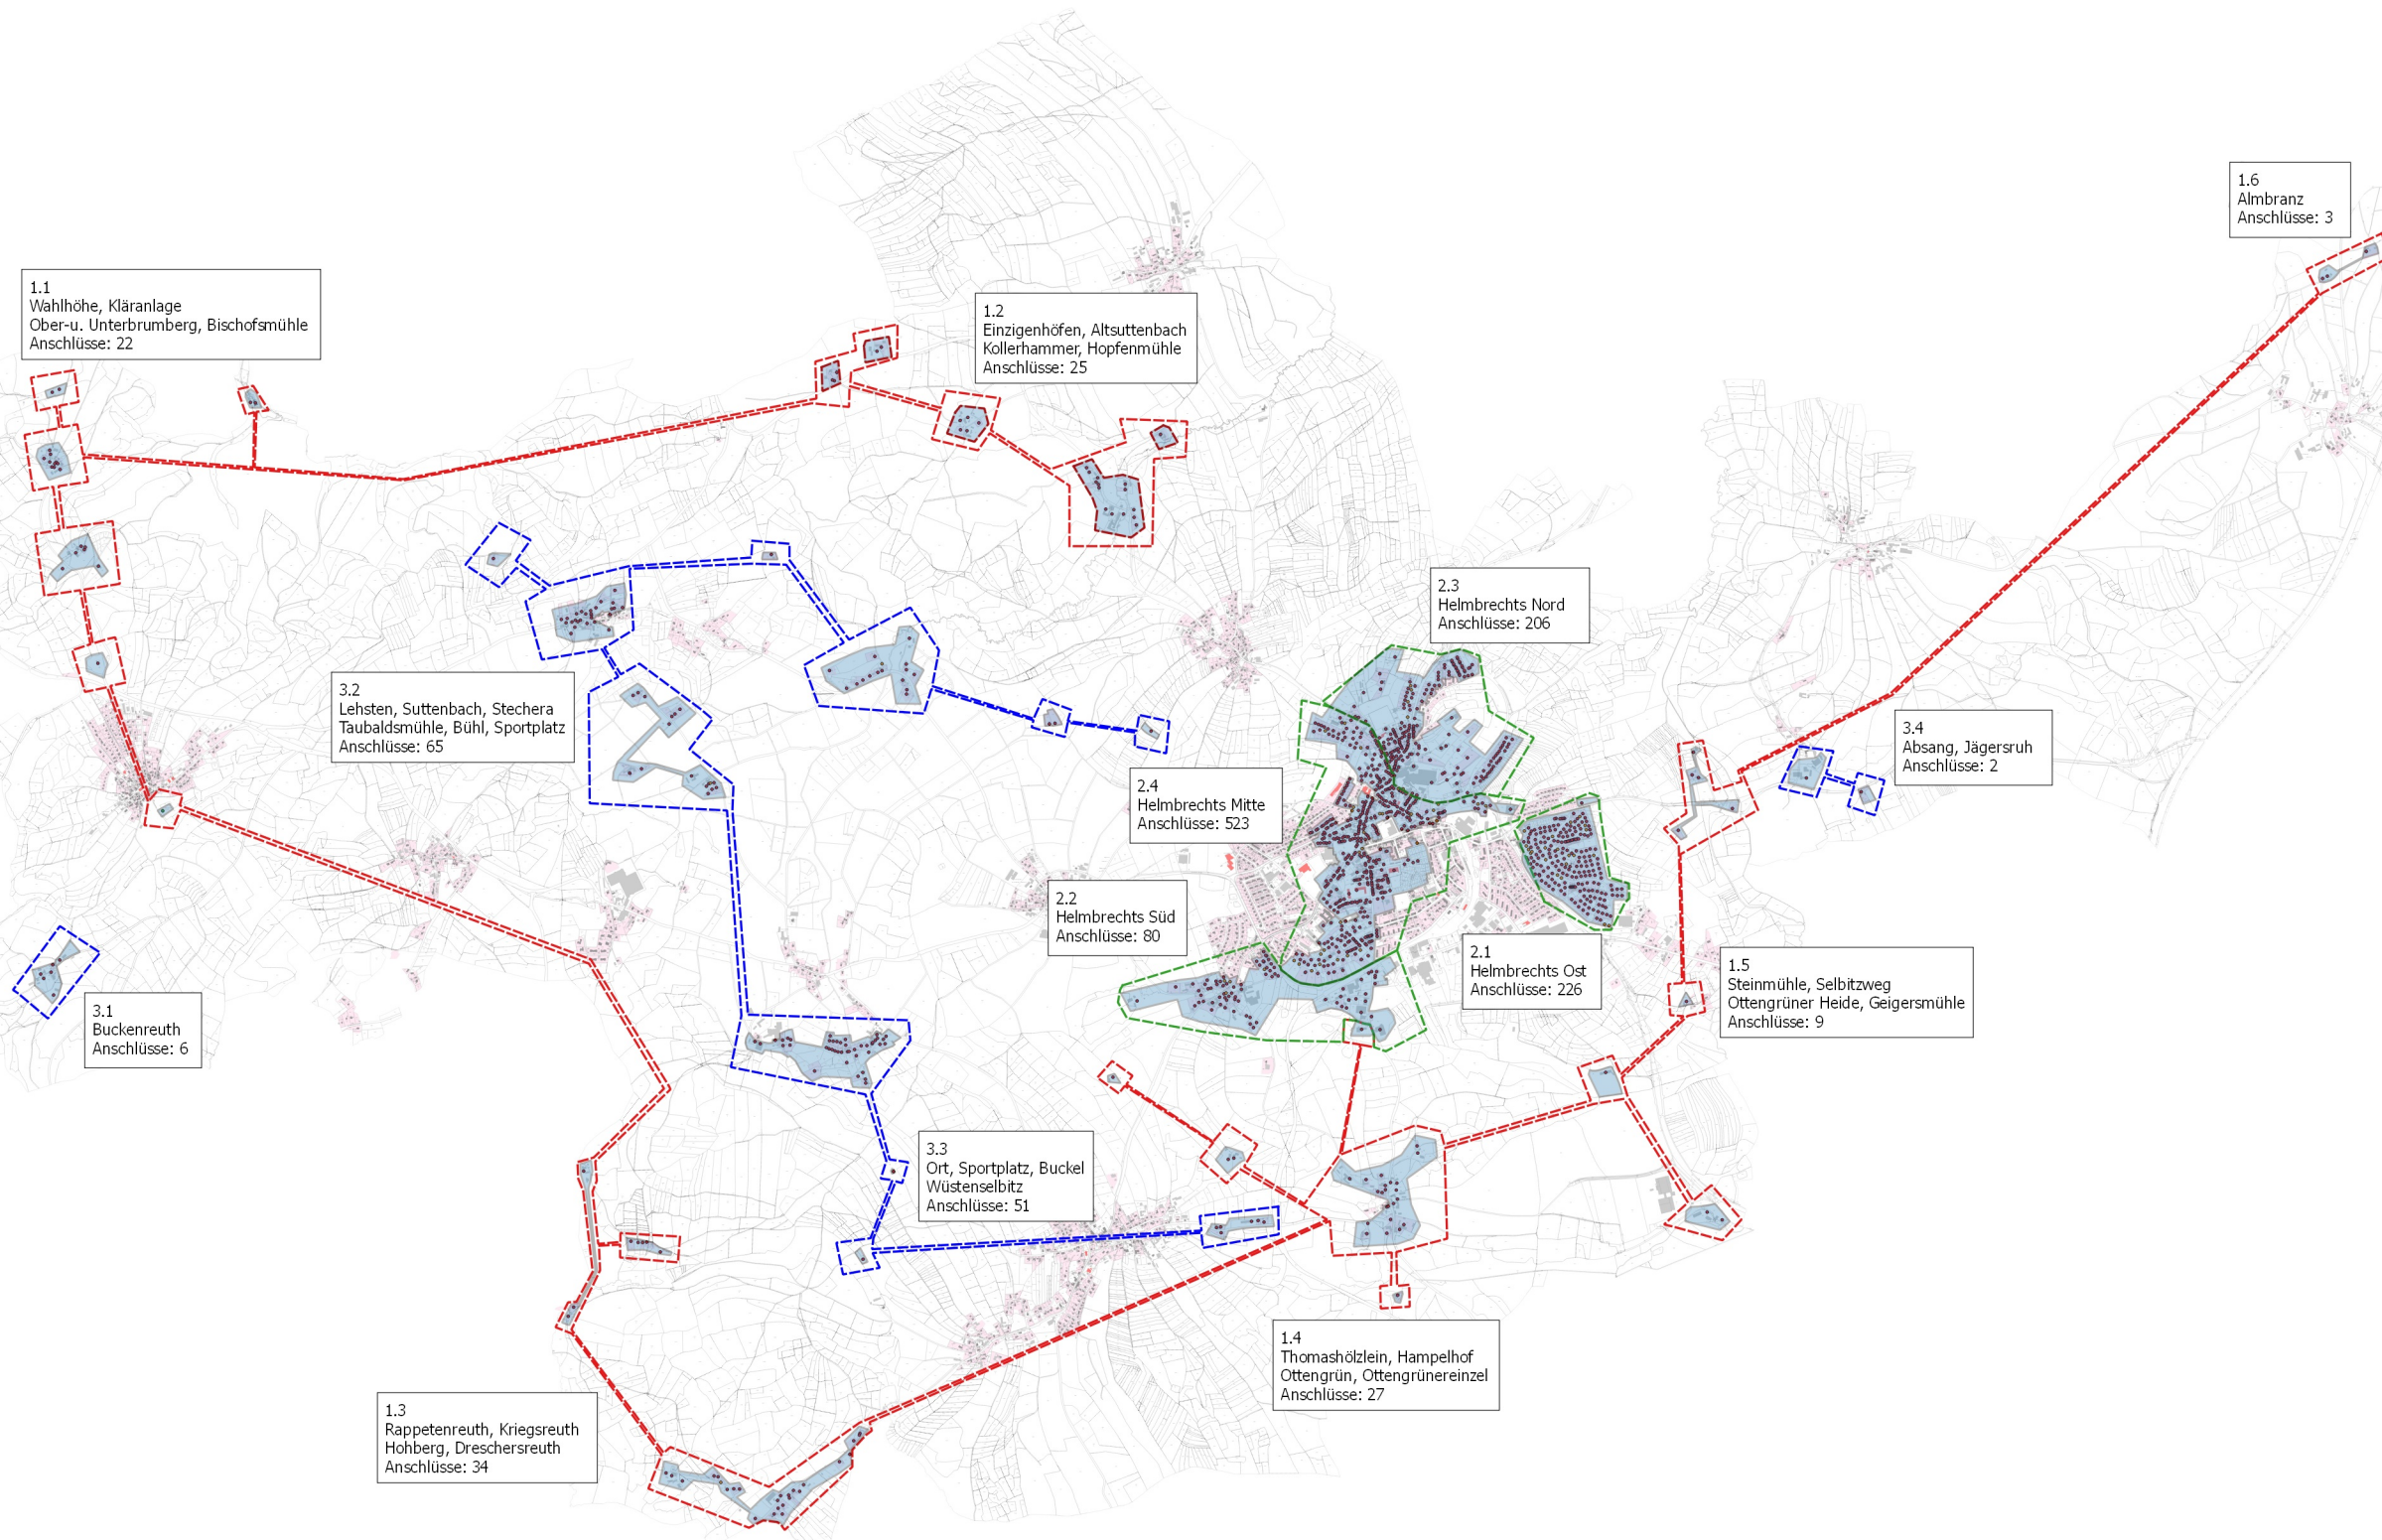 1.6
Almbranz
Anschlüsse: 3
1.1
Wahlhöhe, Kläranlage
Ober-u. Unterbrumberg, Bischofsmühle
Anschlüsse: 22
1.2
Einzigenhöfen, Altsuttenbach
Kollerhammer, Hopfenmühle
Anschlüsse: 25
2.3
Helmbrechts Nord
Anschlüsse: 206
3.2
Lehsten, Suttenbach, Stechera
Taubaldsmühle, Bühl, Sportplatz
Anschlüsse: 65
3.4
Absang, Jägersruh
Anschlüsse: 2
2.4
Helmbrechts Mitte
Anschlüsse: 523
2.2
Helmbrechts Süd
Anschlüsse: 80
2.1
Helmbrechts Ost
Anschlüsse: 226
1.5
Steinmühle, Selbitzweg
Ottengrüner Heide, Geigersmühle
Anschlüsse: 9
3.1
Buckenreuth
Anschlüsse: 6
3.3
Ort, Sportplatz, Buckel
Wüstenselbitz
Anschlüsse: 51
1.4
Thomashölzlein, Hampelhof
Ottengrün, Ottengrünereinzel
Anschlüsse: 27
1.3
Rappetenreuth, Kriegsreuth
Hohberg, Dreschersreuth
Anschlüsse: 34